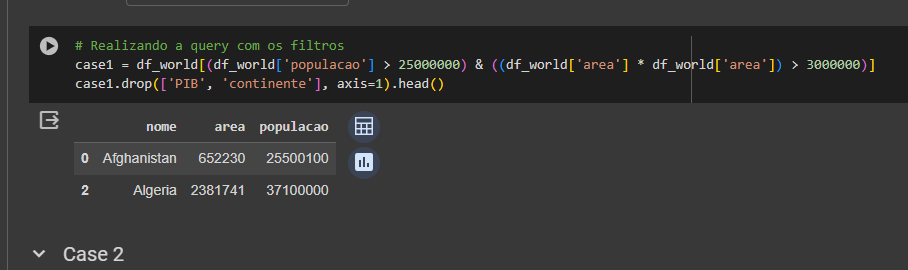 # Realizando a query com os filtros
case1 = df_world[(df_world['populacao'] > 25000000) & ((df_world['area'] * df_world['area']) > 3000000)]
case1.drop(['PIB', 'continente'], axis=1).head()
nome area populacao
0 Afghanistan 652230 25500100
2 Algeria 2381741 37100000
Case 2